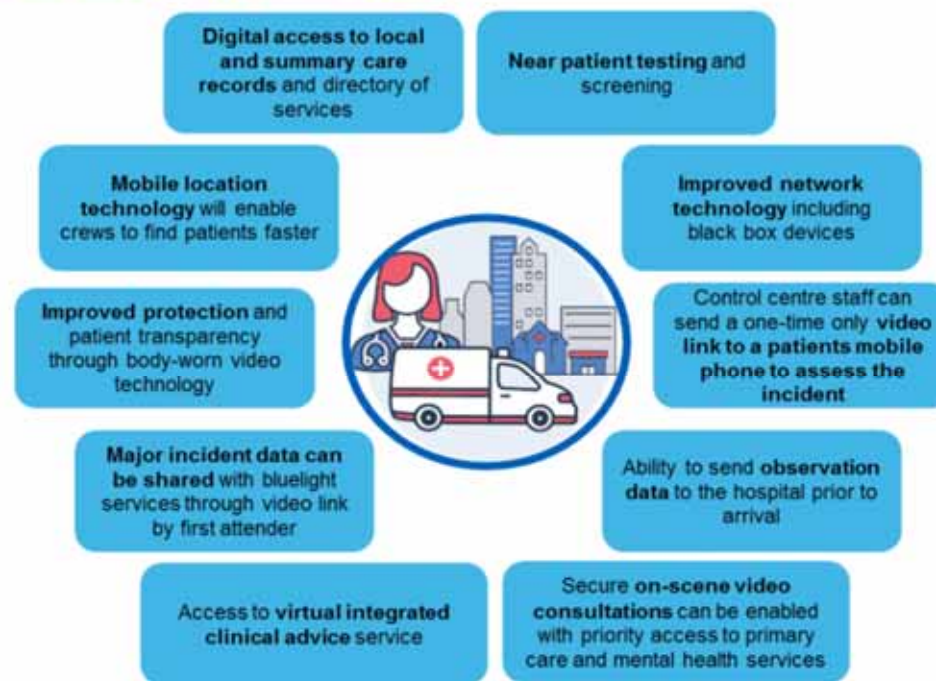 Digital access to local
and summary care
records and directory of
services
Near patient testing and
screening
Mobile location
technology will enable
crews to find patients faster
Improved network
technology including
black box devices
Improved protection and
patient transparency
through body-worn video
technology
Control centre staff can
send a one-time only video
link to a patients mobile
phone to assess the
incident
Major incident data can
be shared with bluelight
services through video link
by first attender
Ability to send observation
data to the hospital prior to
arrival
Access to virtual integrated
clinical advice service
Secure on-scene video
consultations can be enabled
with priority access to primary
care and mental health services